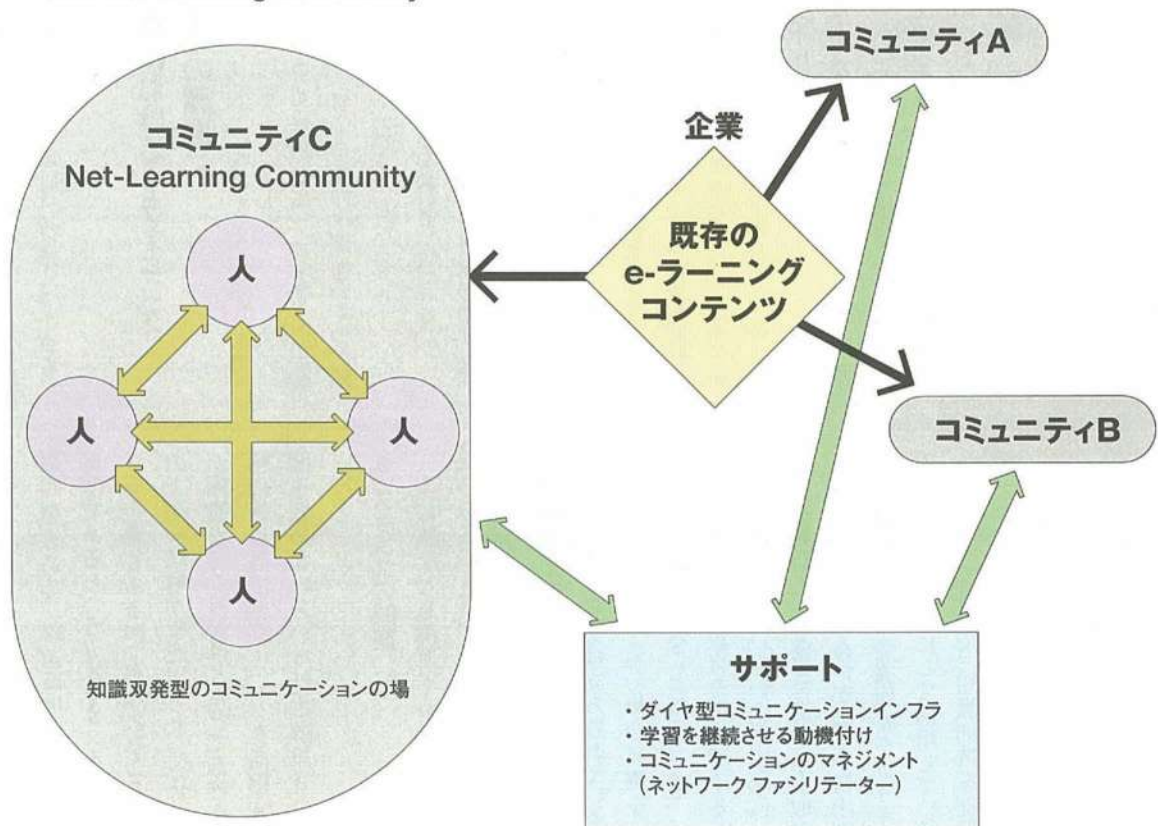 コミュニティC
Net-Learning Community
人
人
人
人
知識双発型のコミュニケーションの場
企業
既存の
e-ラーニング
コンテンツ
コミュニティA
コミュニティB
サポート
・ダイヤ型コミュニケーションインフラ
・学習を継続させる動機付け
・コミュニケーションのマネジメント
（ネットワーク ファシリテーター）